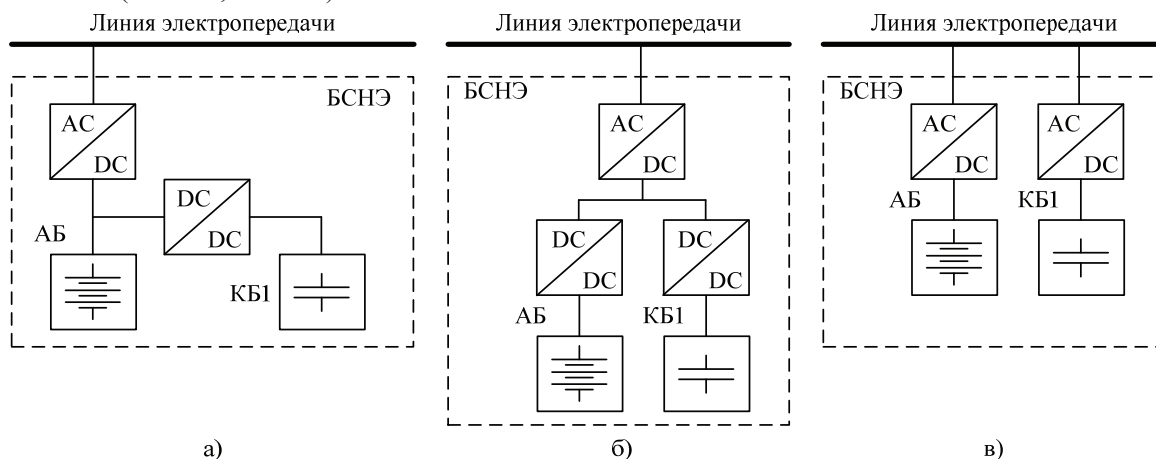 Линия электропередачи
БСНЭ
AC
DC
DC
DC
АБ
КБ1
а)
Линия электропередачи
БСНЭ
AC
DC
DC
DC
DC
DC
АБ
КБ1
б)
Линия электропередачи
БСНЭ
AC
DC
AC
DC
АБ
КБ1
в)